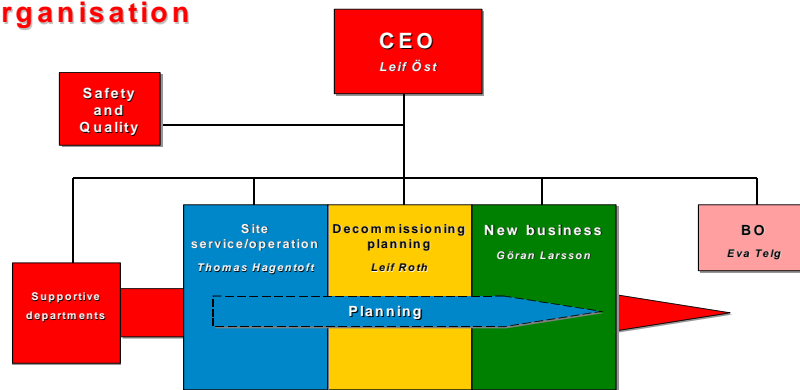 rganisation
CEO
Leif Öst
Safety
and
Quality
Site
service/operation
Thomas Hagentoft
Decommissioning
planning
Leif Roth
New business
Göran Larsson
BO
Eva Telg
Supportive
departments
Planning